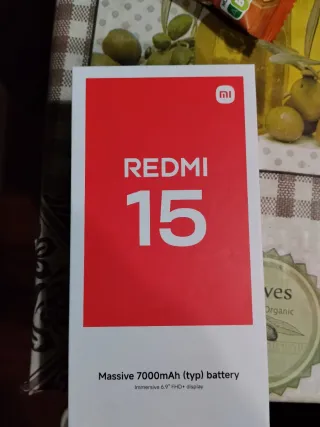 mi
REDMI
15
Massive 7000mAh (typ) battery
Immersive 6.9" FHD+ display
ves
Organic